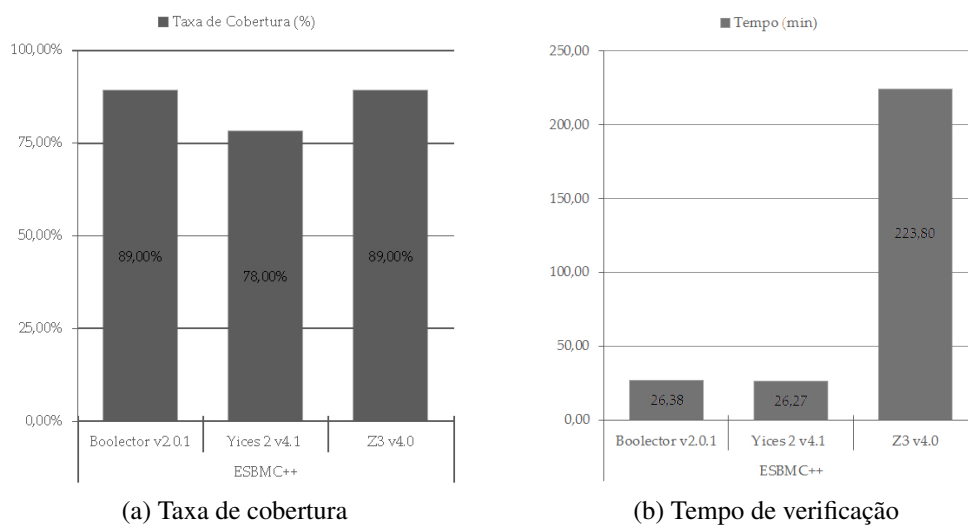 Taxa de Cobertura (%)
100,00%
75,00%
50,00%
25,00%
0,00%
89,00%
78,00%
89,00%
Boolector v2.0.1
Yices 2 v4.1
Z3 v4.0
ESBMC++
(a) Taxa de cobertura
Tempo (min)
250,00
200,00
150,00
100,00
50,00
0,00
26,38
26,27
223,80
Boolector v2.0.1
Yices 2 v4.1
Z3 v4.0
ESBMC++
(b) Tempo de verificação